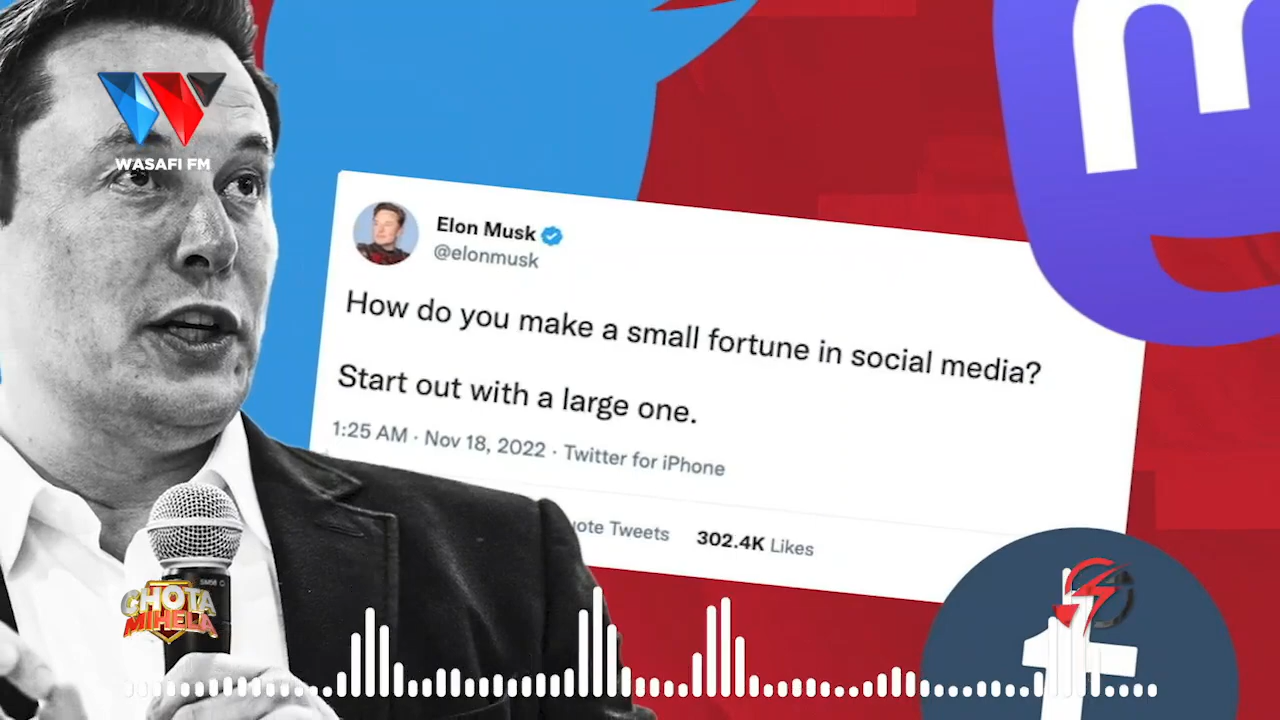 WASAFI FM
Elon Musk
@elonmusk
How do you make a small fortune in social media?
Start out with a large one.
1:25 AM · Nov 18, 2022 · Twitter for iPhone
Tweets 302.4K Likes
SM58
CHOTA
MIHELA